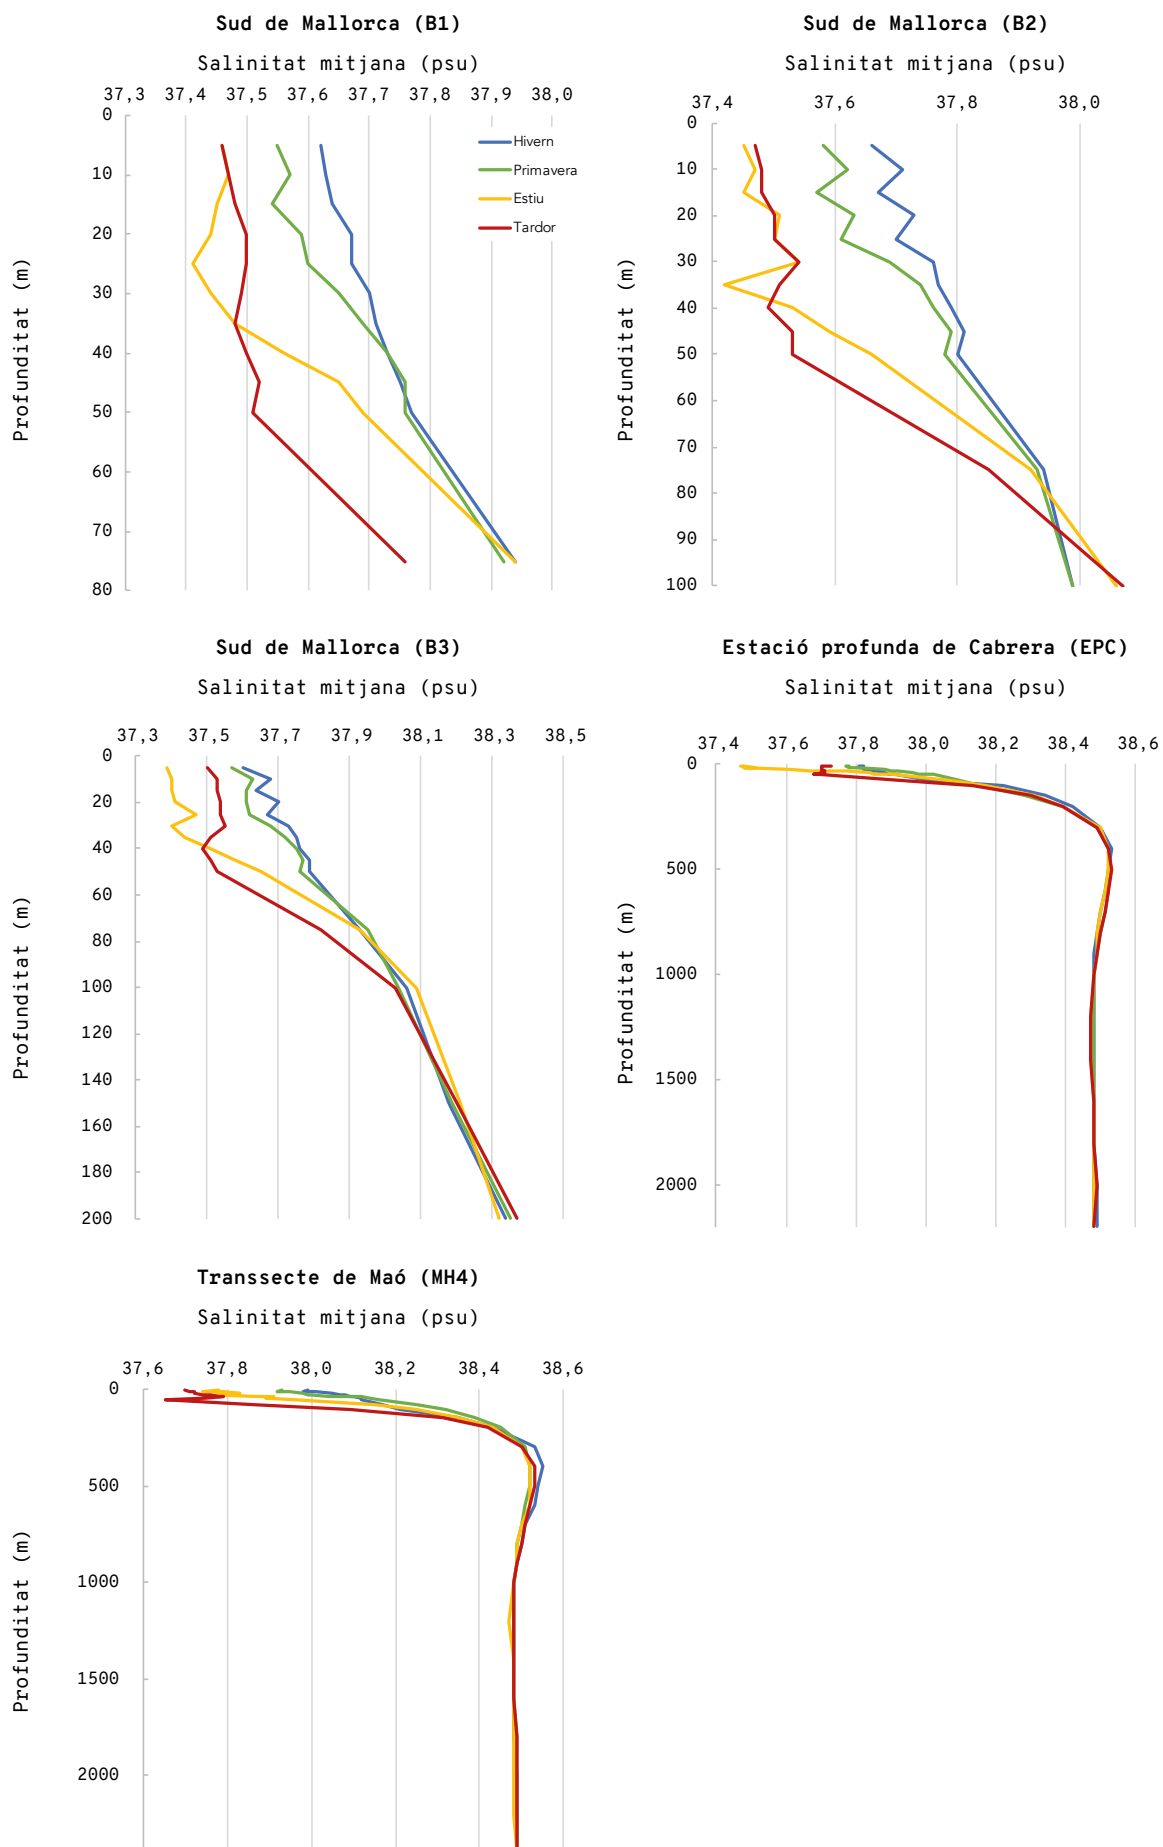 Sud de Mallorca (B1)
Salinitat mitjana (psu)
37,3 37,4 37,5 37,6 37,7 37,8 37,9 38,0
0
10
20
30
40
50
60
70
80
Profunditat (m)
Hivern
Primavera
Estiu
Tardor
Sud de Mallorca (B2)
Salinitat mitjana (psu)
37,4 37,6 37,8 38,0
0
10
20
30
40
50
60
70
80
90
100
Profunditat (m)
Sud de Mallorca (B3)
Salinitat mitjana (psu)
37,3 37,5 37,7 37,9 38,1 38,3 38,5
0
20
40
60
80
100
120
140
160
180
200
Profunditat (m)
Estació profunda de Cabrera (EPC)
Salinitat mitjana (psu)
37,4 37,6 37,8 38,0 38,2 38,4 38,6
0
500
1000
1500
2000
Profunditat (m)
Transsecte de Maó (MH4)
Salinitat mitjana (psu)
37,6 37,8 38,0 38,2 38,4 38,6
0
500
1000
1500
2000
Profunditat (m)